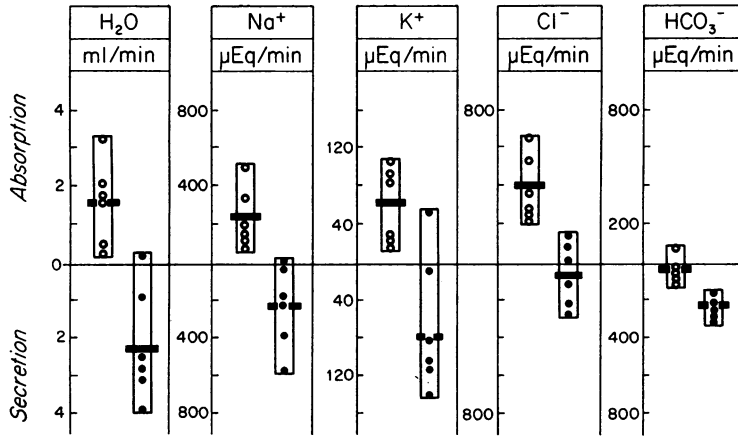 H₂O Na⁺ K⁺ Cl⁻ HCO₃⁻
ml/min µEq/min µEq/min µEq/min µEq/min
Absorption
4 800 800 800
120
2 400
40 200
0
40
2 400 400
120
4 800 800 800
Secretion